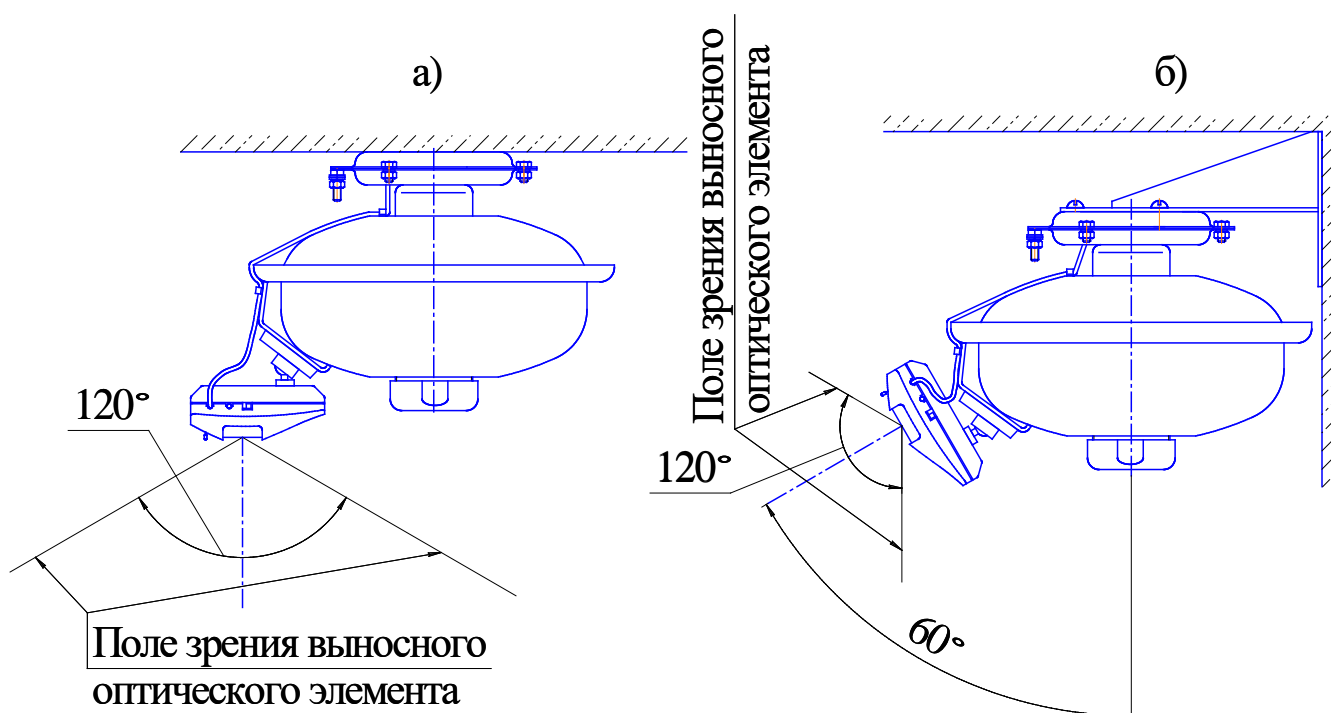 а)
120°
Поле зрения выносного
оптического элемента
б)
Поле зрения выносного
оптического элемента
120°
60°